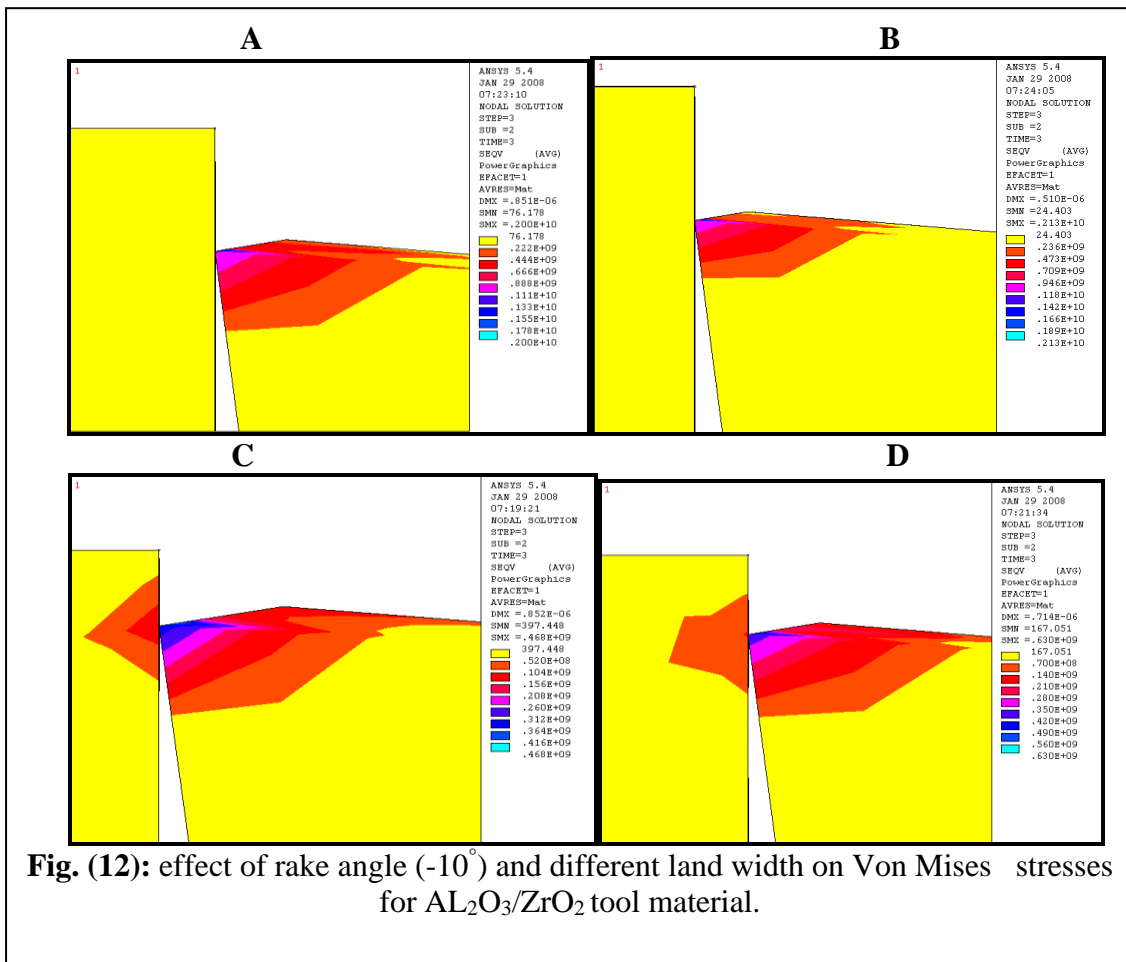 A
1
ANSYS 5.4
JAN 29 2008
07:23:10
NODAL SOLUTION
STEP=3
SUB =2
TIME=3
SEQV (AVG)
PowerGraphics
EFACET=1
AVRES=Mat
DMX =.851E-06
SMN =76.178
SMX =.200E+10
76.178
.222E+09
.444E+09
.666E+09
.888E+09
.111E+10
.133E+10
.155E+10
.178E+10
.200E+10
B
1
ANSYS 5.4
JAN 29 2008
07:24:05
NODAL SOLUTION
STEP=3
SUB =2
TIME=3
SEQV (AVG)
PowerGraphics
EFACET=1
AVRES=Mat
DMX =.510E-06
SMN =24.403
SMX =.213E+10
24.403
.236E+09
.473E+09
.709E+09
.946E+09
.118E+10
.142E+10
.166E+10
.189E+10
.213E+10
C
1
ANSYS 5.4
JAN 29 2008
07:19:21
NODAL SOLUTION
STEP=3
SUB =2
TIME=3
SEQV (AVG)
PowerGraphics
EFACET=1
AVRES=Mat
DMX =.852E-06
SMN =397.448
SMX =.468E+09
397.448
.520E+08
.104E+09
.156E+09
.208E+09
.260E+09
.312E+09
.364E+09
.416E+09
.468E+09
D
1
ANSYS 5.4
JAN 29 2008
07:21:34
NODAL SOLUTION
STEP=3
SUB =2
TIME=3
SEQV (AVG)
PowerGraphics
EFACET=1
AVRES=Mat
DMX =.714E-06
SMN =167.051
SMX =.630E+09
167.051
.700E+08
.140E+09
.210E+09
.280E+09
.350E+09
.420E+09
.490E+09
.560E+09
.630E+09
Fig. (12): effect of rake angle (-10°) and different land width on Von Mises stresses
for AL₂O₃/ZrO₂ tool material.